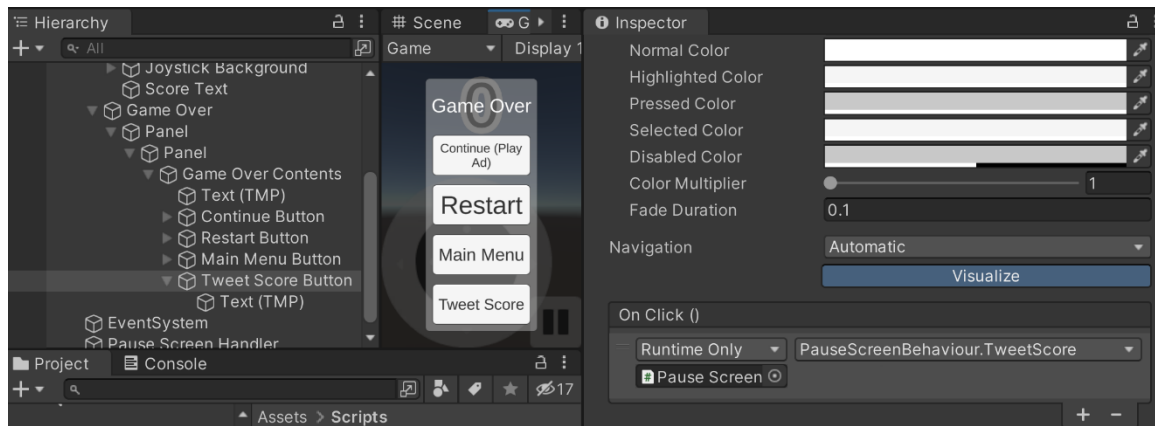 Hierarchy
All
Joystick Background
Score Text
Game Over
Panel
Panel
Game Over Contents
Text (TMP)
Continue Button
Restart Button
Main Menu Button
Tweet Score Button
Text (TMP)
EventSystem
Pause Screen Handler
Project
Console
17
Assets > Scripts
Scene
G
Game
Display 1
0
Game Over
Continue (Play
Ad)
Restart
Main Menu
Tweet Score
Inspector
Normal Color
Highlighted Color
Pressed Color
Selected Color
Disabled Color
Color Multiplier
1
Fade Duration
0.1
Navigation
Automatic
Visualize
On Click ()
Runtime Only
PauseScreenBehaviour.TweetScore
Pause Screen